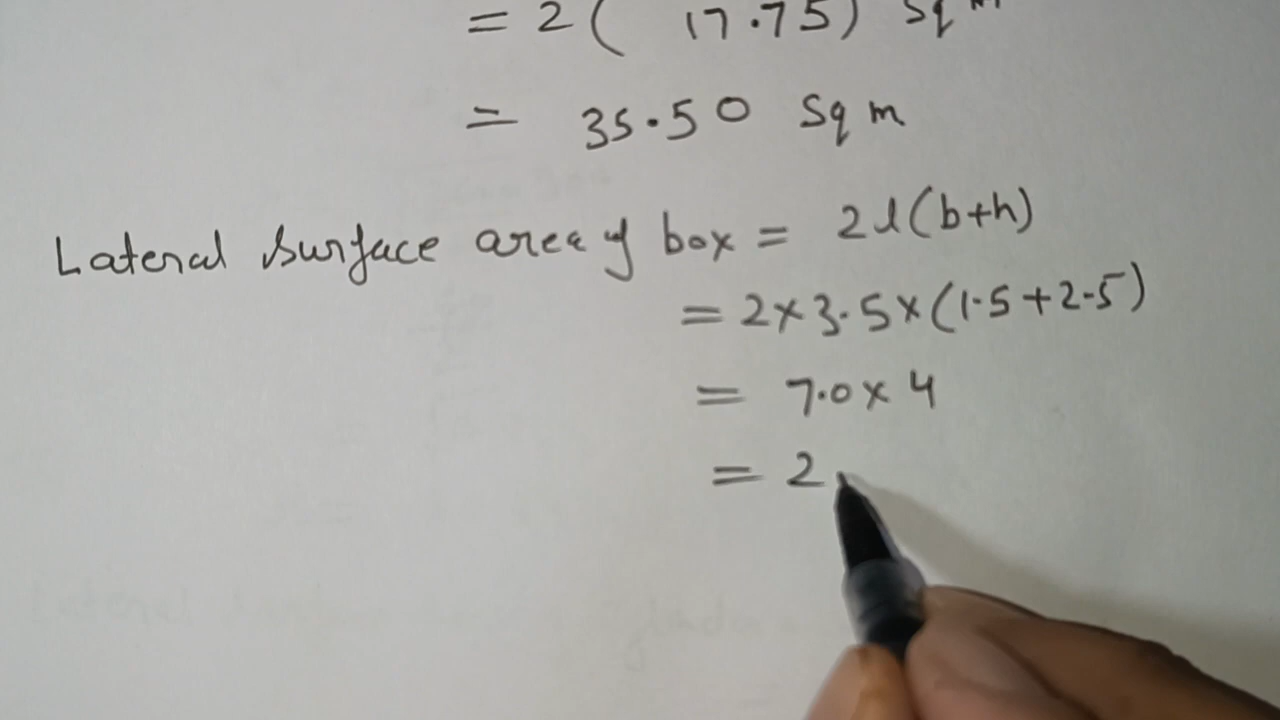 = 2 ( 17.75) Sq m
= 35.50 Sq m
Lateral surface area of box = 2l(b+h)
= 2×3.5×(1.5+2.5)
= 7.0×4
= 2